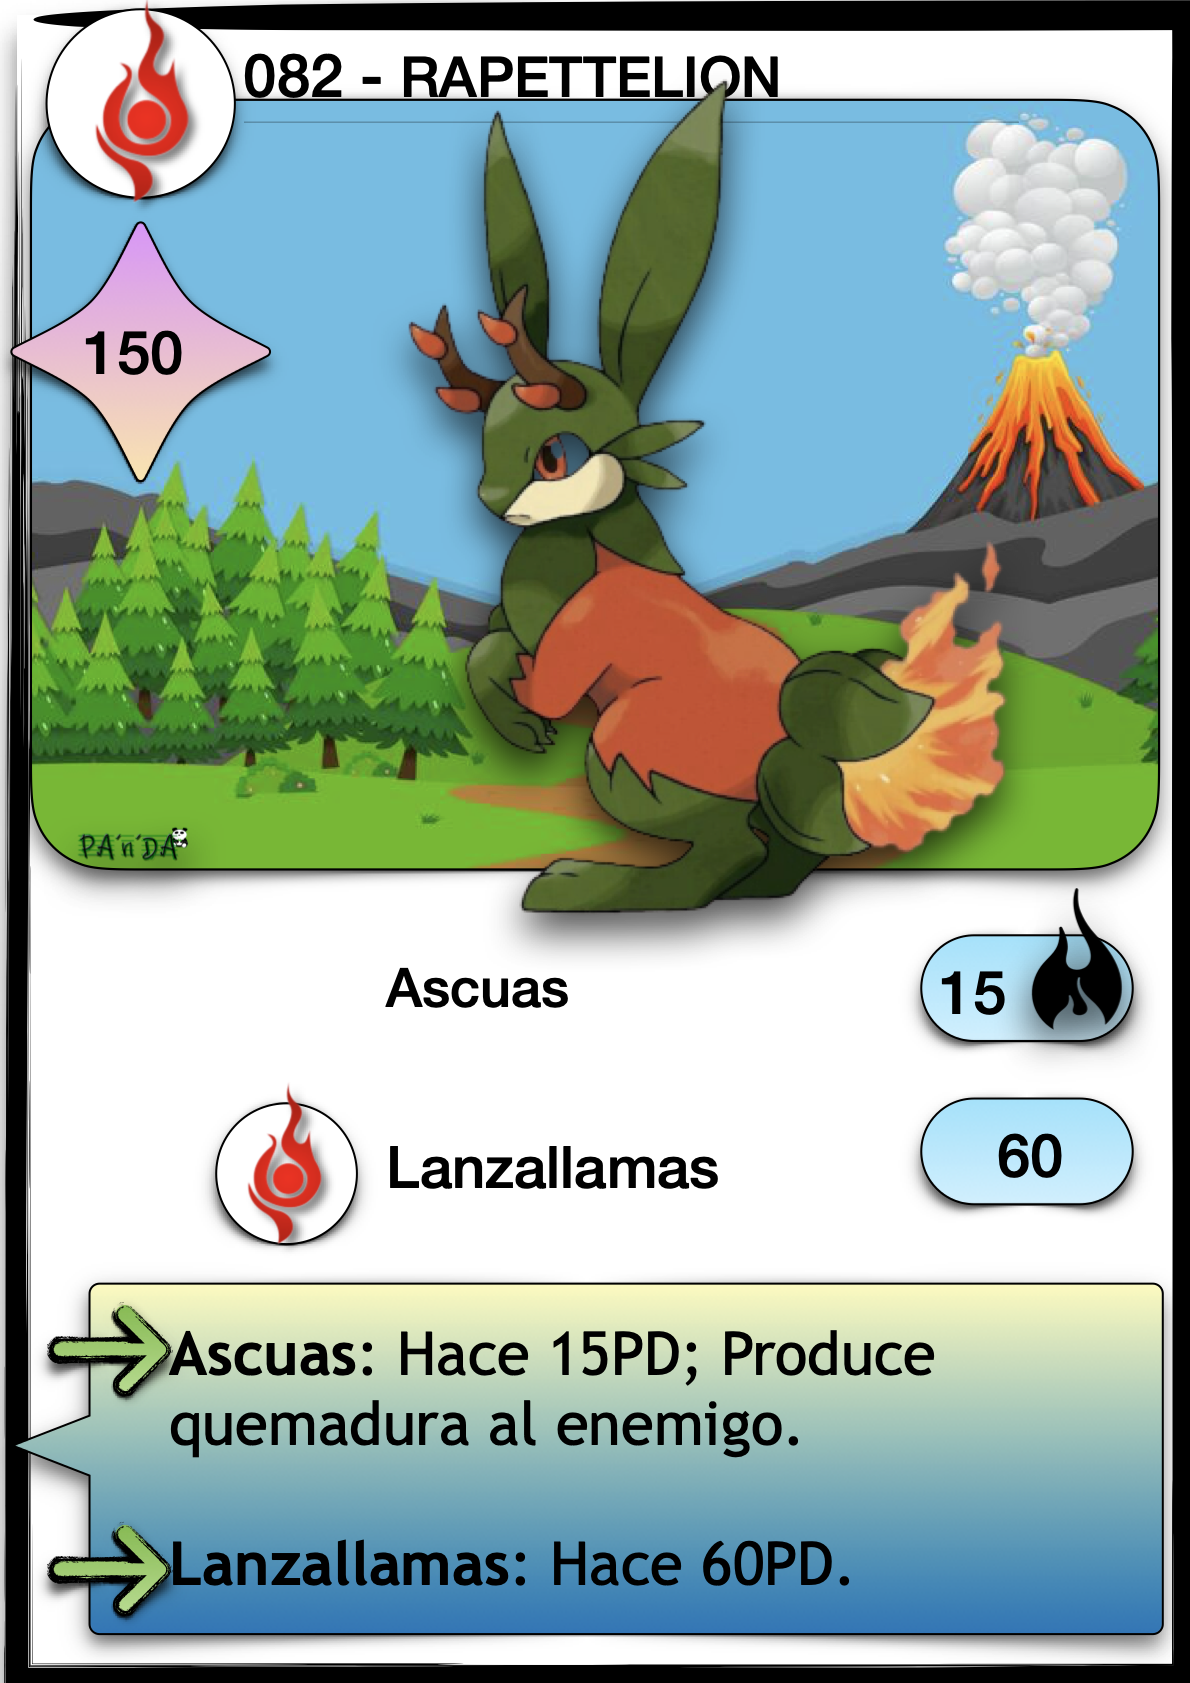 082 - RAPETTELION
150
PA'n'DA
Ascuas
15
Lanzallamas
60
Ascuas: Hace 15PD; Produce
quemadura al enemigo.
Lanzallamas: Hace 60PD.